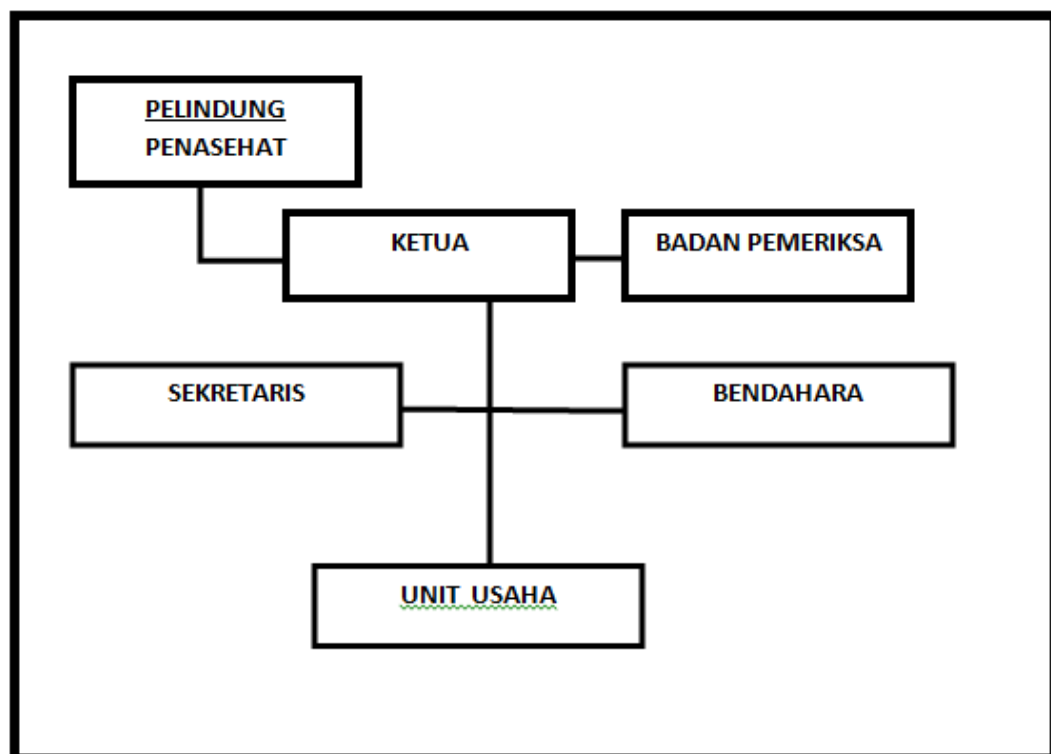 PELINDUNG
PENASEHAT
KETUA
BADAN PEMERIKSA
SEKRETARIS
BENDAHARA
UNIT USAHA